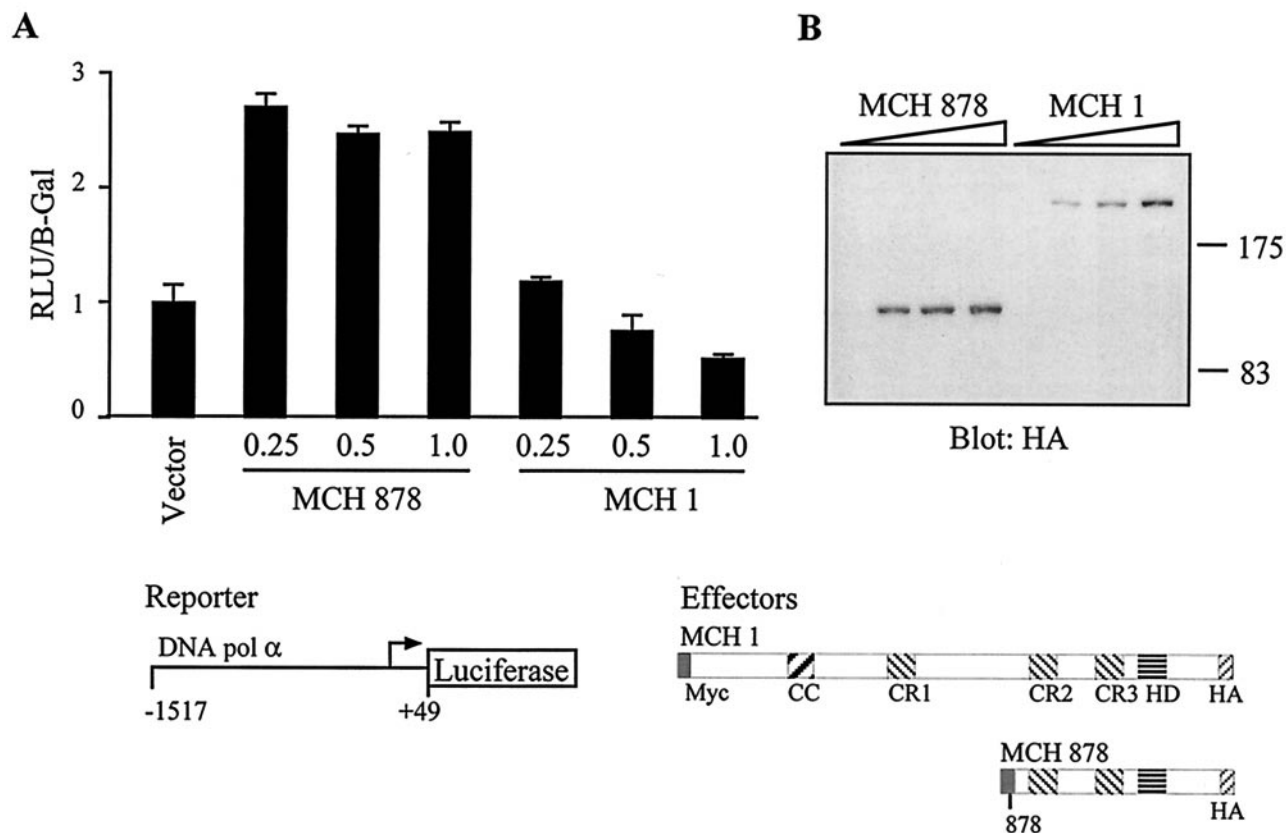 A
3
2
1
0
RLU/B-Gal
Vector
0.25 0.5 1.0 0.25 0.5 1.0
MCH 878 MCH 1
B
MCH 878 MCH 1
175
83
Blot: HA
Reporter
DNA pol α
Luciferase
-1517 +49
Effectors
MCH 1
Myc CC CR1 CR2 CR3 HD HA
MCH 878
HA
878